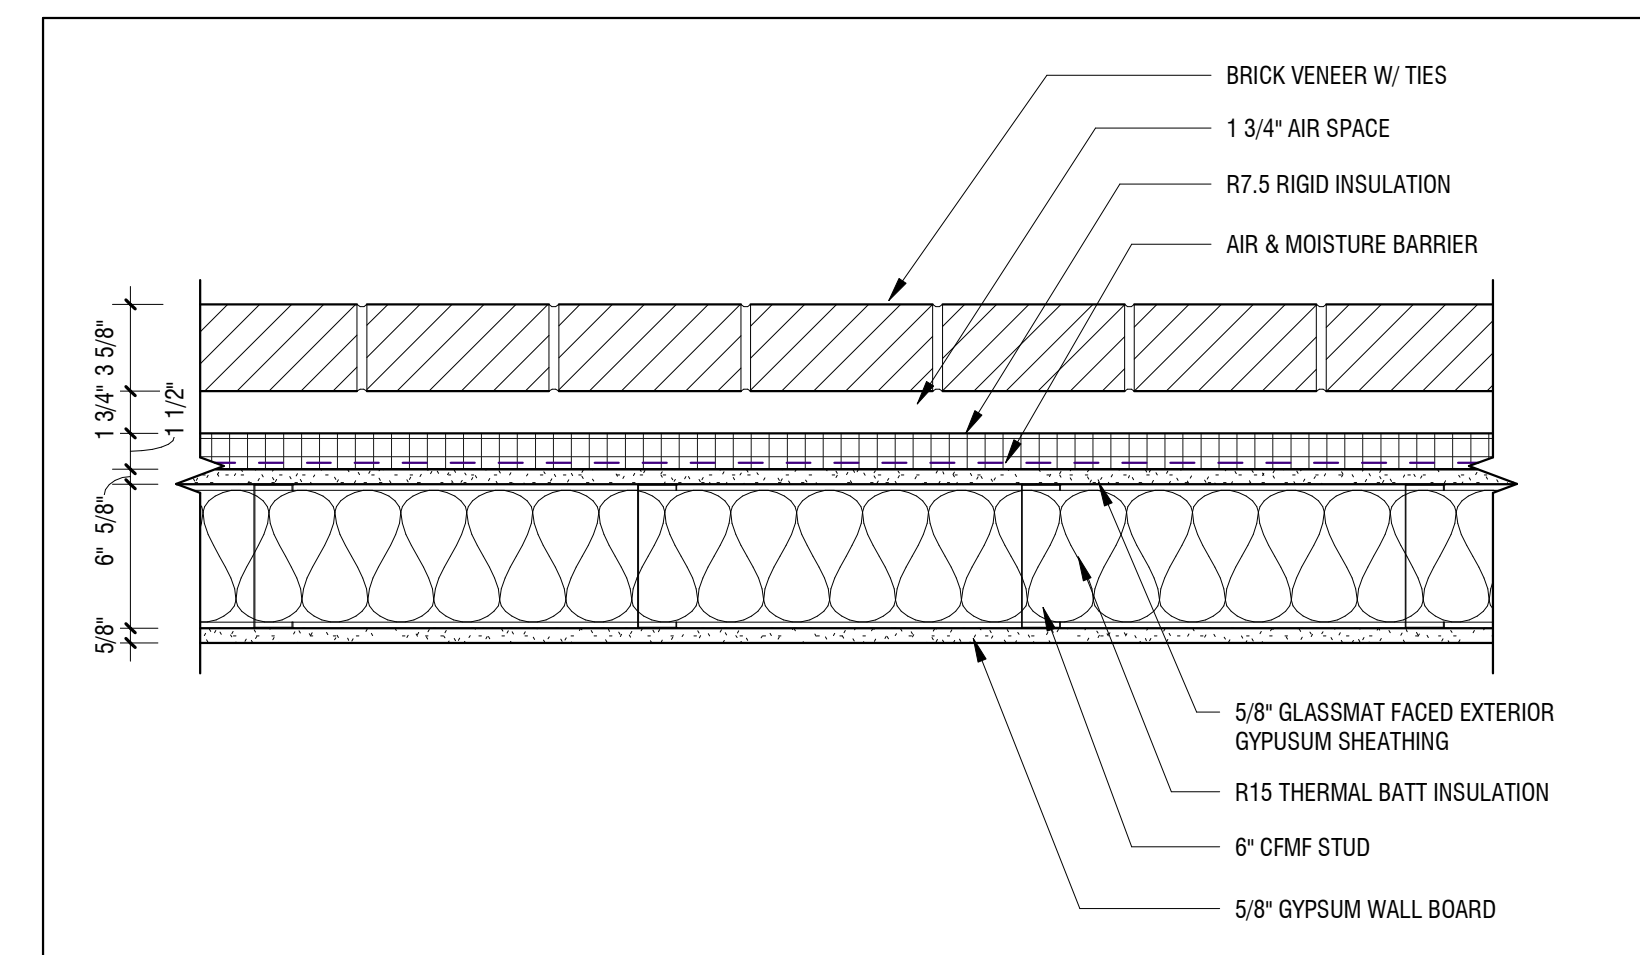 BRICK VENEER W/ TIES
1 3/4" AIR SPACE
R7.5 RIGID INSULATION
AIR & MOISTURE BARRIER
3 5/8"
1 3/4"
1 1/2"
5/8"
6"
5/8"
5/8" GLASSMAT FACED EXTERIOR
GYPUSUM SHEATHING
R15 THERMAL BATT INSULATION
6" CFMF STUD
5/8" GYPSUM WALL BOARD